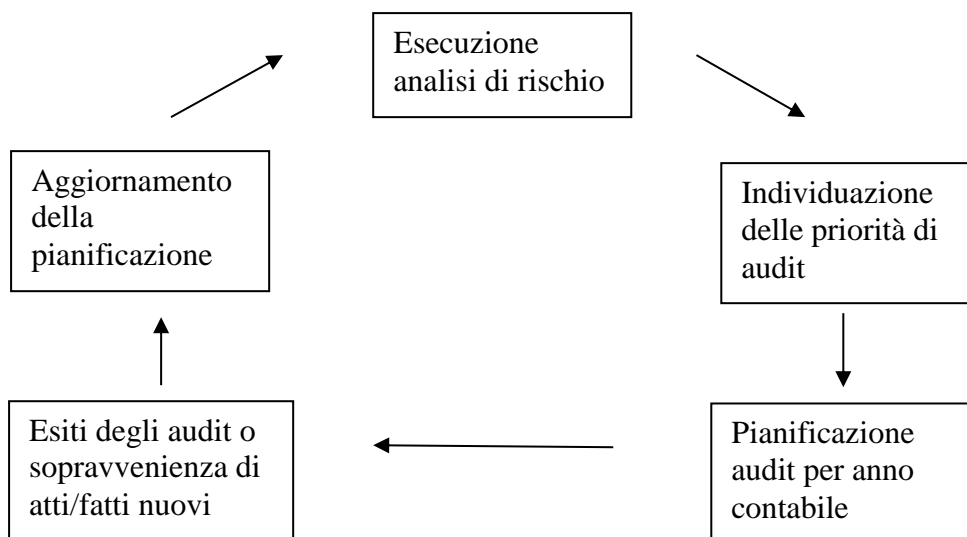 Esecuzione
analisi di rischio
Aggiornamento
della
pianificazione
Individuazione
delle priorità di
audit
Esiti degli audit o
sopravvenienza di
atti/fatti nuovi
Pianificazione
audit per anno
contabile